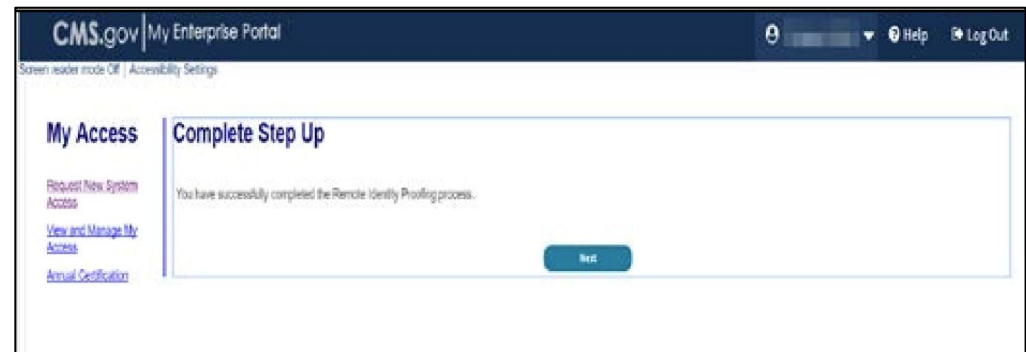 CMS.gov My Enterprise Portal
Help Log Out
Screen reader mode Off | Accessibility Settings
My Access
Complete Step Up
Request New System
Access
You have successfully completed the Remote Identity Proofing process.
View and Manage My
Access
Next
Annual Certification